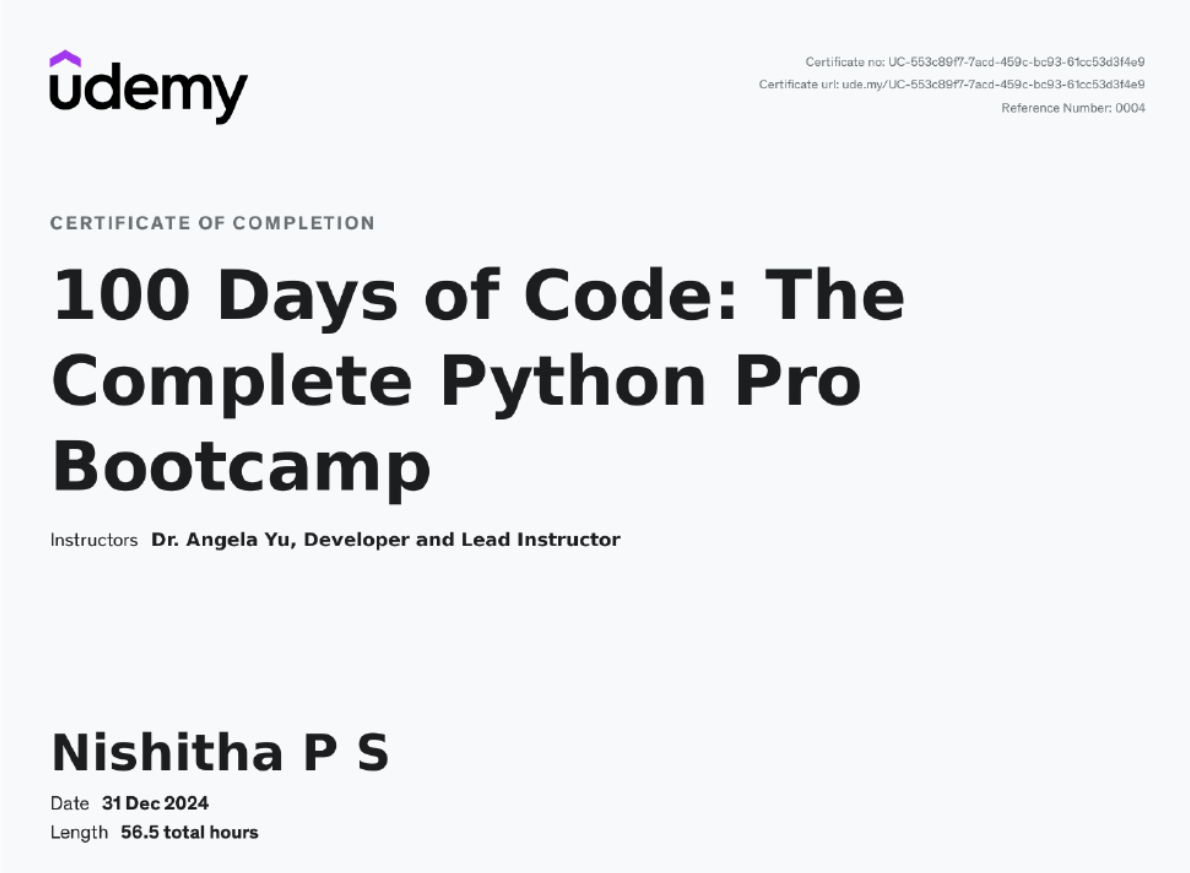 udemy
Certificate no: UC-553c89f7-7acd-459c-bc93-61cc53d3f4e9
Certificate url: ude.my/UC-553c89f7-7acd-459c-bc93-61cc53d3f4e9
Reference Number: 0004
CERTIFICATE OF COMPLETION
100 Days of Code: The
Complete Python Pro
Bootcamp
Instructors Dr. Angela Yu, Developer and Lead Instructor
Nishitha P S
Date 31 Dec 2024
Length 56.5 total hours